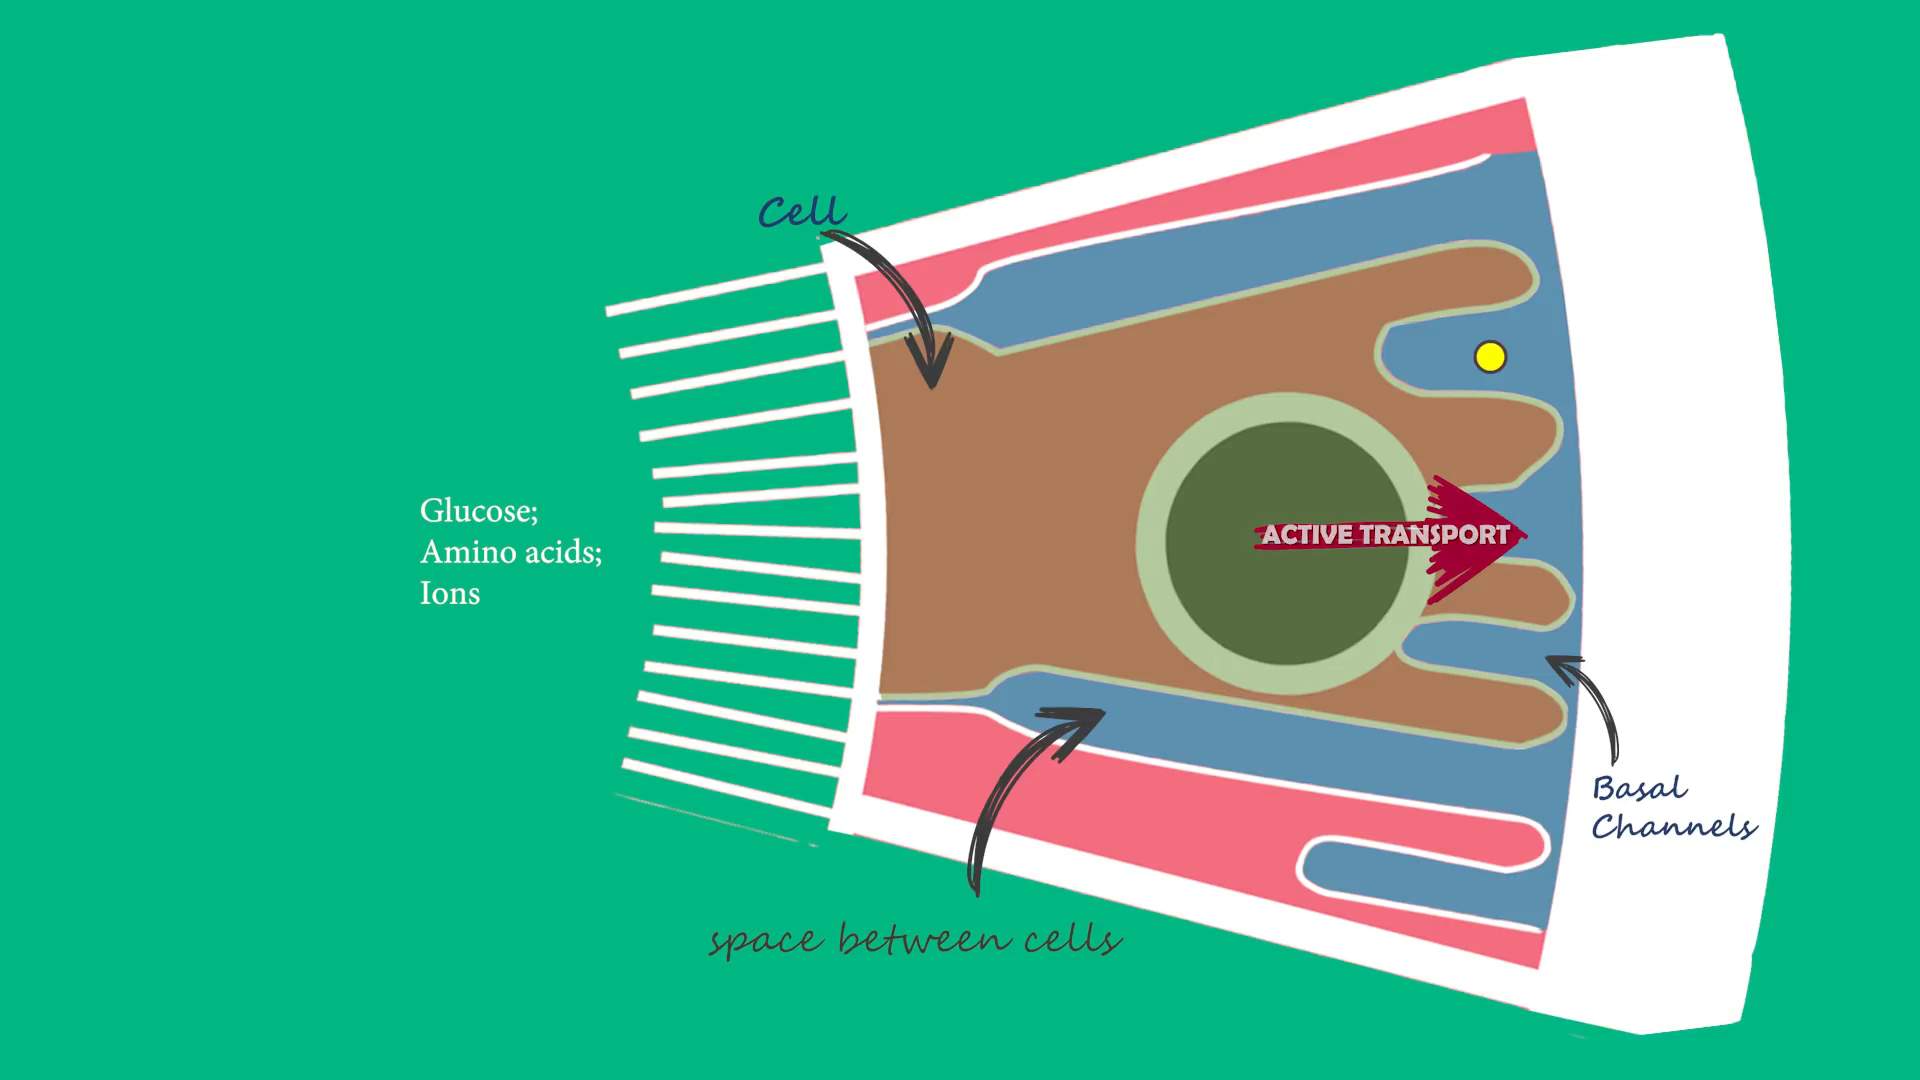 Cell
Glucose;
Amino acids;
Ions
ACTIVE TRANSPORT
Basal
Channels
space between cells